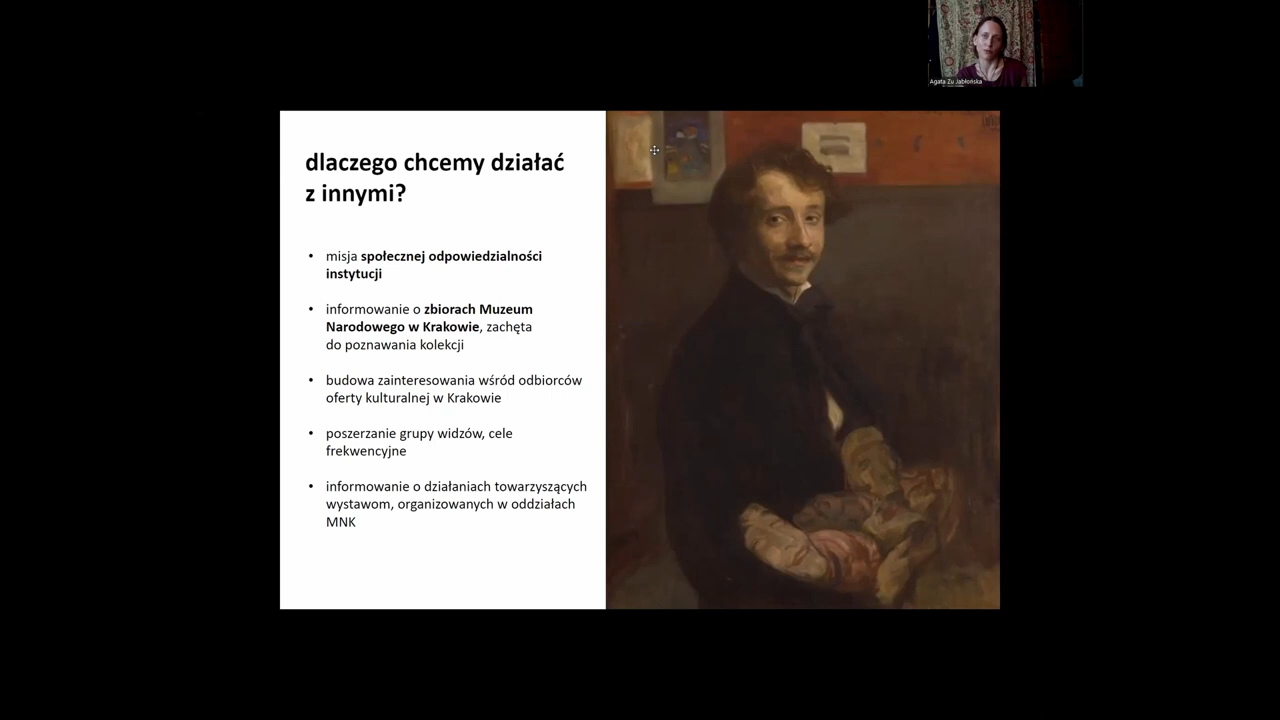 Agata Zu Jabłońska
dlaczego chcemy działać
z innymi?
• misja społecznej odpowiedzialności
instytucji
• informowanie o zbiorach Muzeum
Narodowego w Krakowie, zachęta
do poznawania kolekcji
• budowa zainteresowania wśród odbiorców
oferty kulturalnej w Krakowie
• poszerzanie grupy widzów, cele
frekwencyjne
• informowanie o działaniach towarzyszących
wystawom, organizowanych w oddziałach
MNK